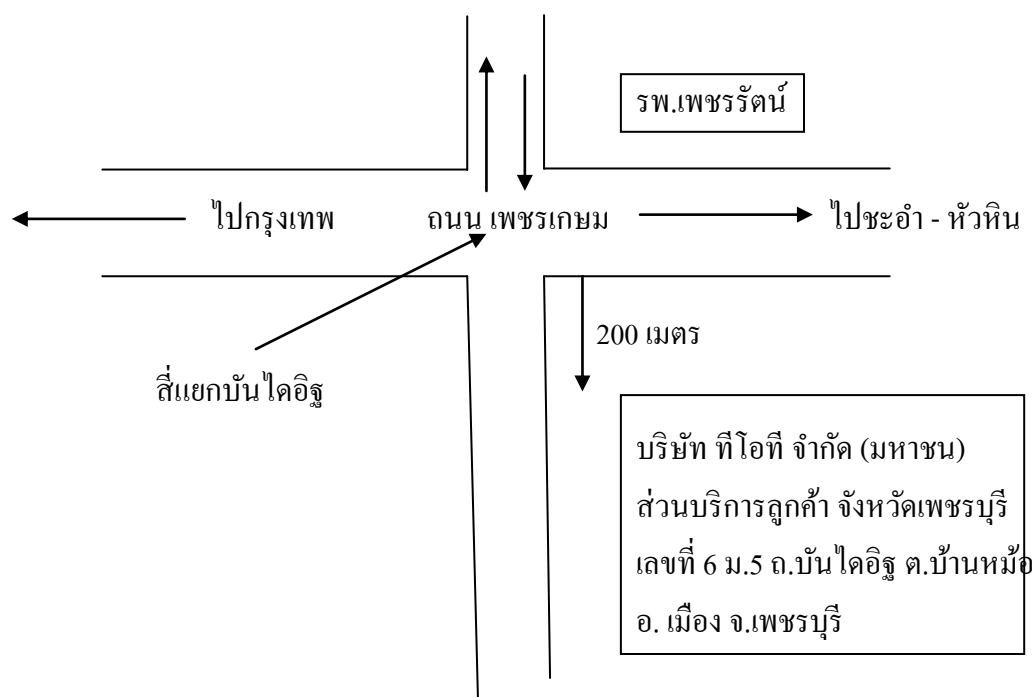 รพ.เพชรรัตน์
ไปกรุงเทพ
ถนน เพชรเกษม
ไปชะอำ - หัวหิน
200 เมตร
สี่แยกบันไดอิฐ
บริษัท ทีโอที จำกัด (มหาชน)
ส่วนบริการลูกค้า จังหวัดเพชรบุรี
เลขที่ 6 ม.5 ถ.บันไดอิฐ ต.บ้านหม้อ
อ. เมือง จ.เพชรบุรี